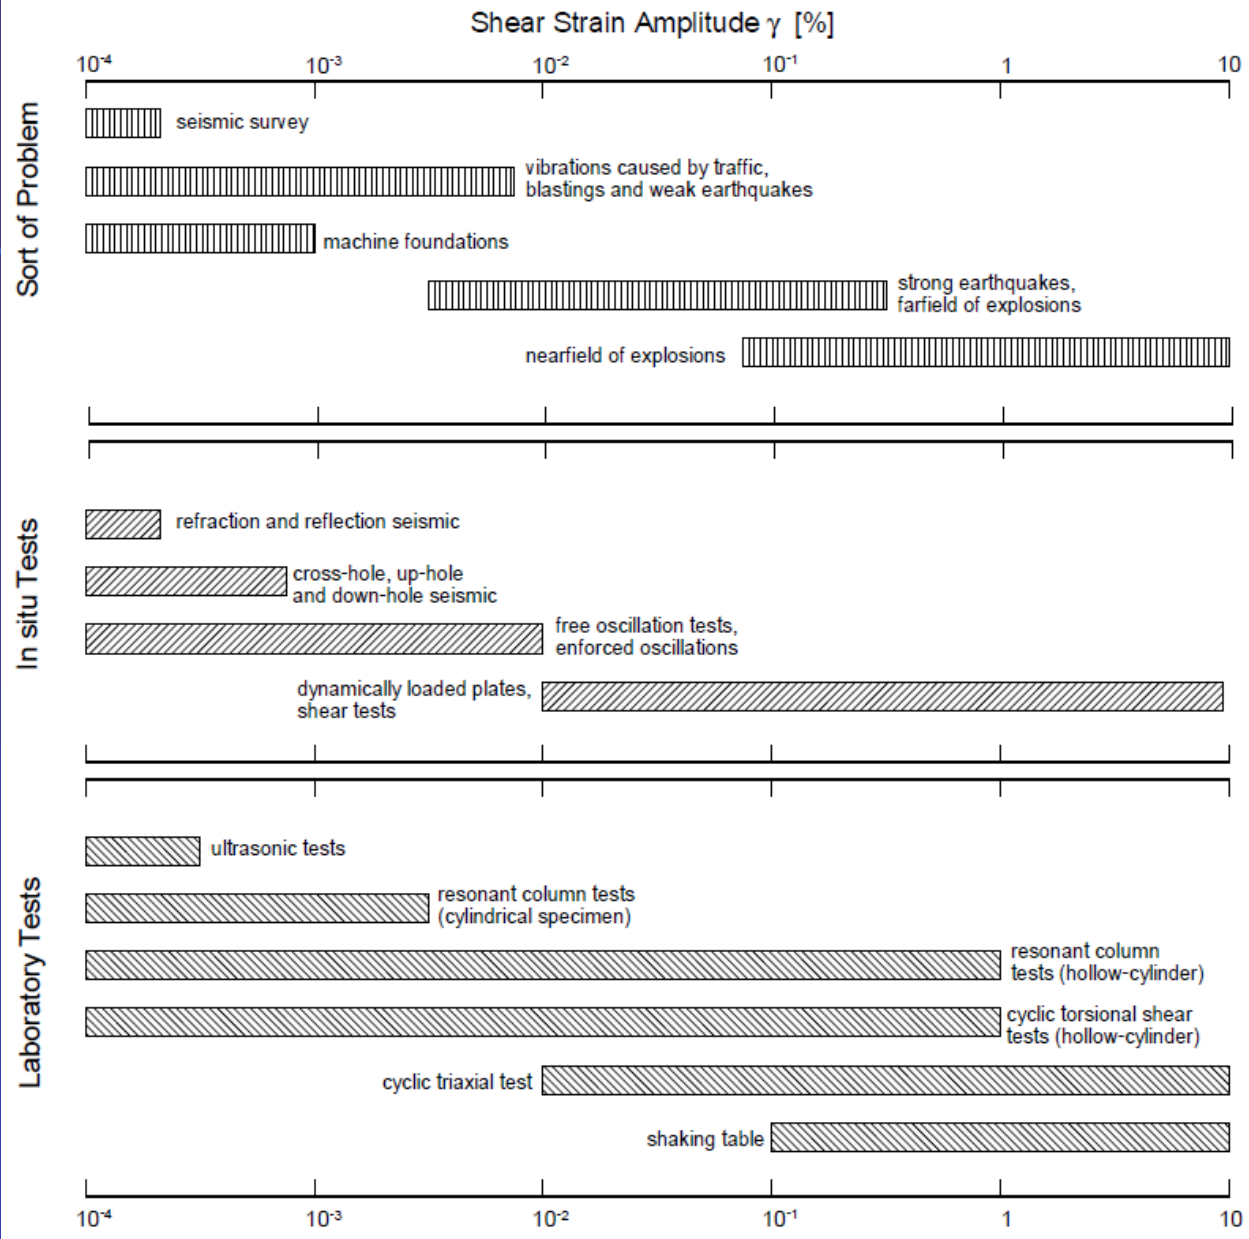 Shear Strain Amplitude γ [%]
10⁻⁴ 10⁻³ 10⁻² 10⁻¹ 1 10
Sort of Problem
seismic survey
vibrations caused by traffic,
blastings and weak earthquakes
machine foundations
strong earthquakes,
farfield of explosions
nearfield of explosions
In situ Tests
refraction and reflection seismic
cross-hole, up-hole
and down-hole seismic
free oscillation tests,
enforced oscillations
dynamically loaded plates,
shear tests
Laboratory Tests
ultrasonic tests
resonant column tests
(cylindrical specimen)
resonant column
tests (hollow-cylinder)
cyclic torsional shear
tests (hollow-cylinder)
cyclic triaxial test
shaking table
10⁻⁴ 10⁻³ 10⁻² 10⁻¹ 1 10